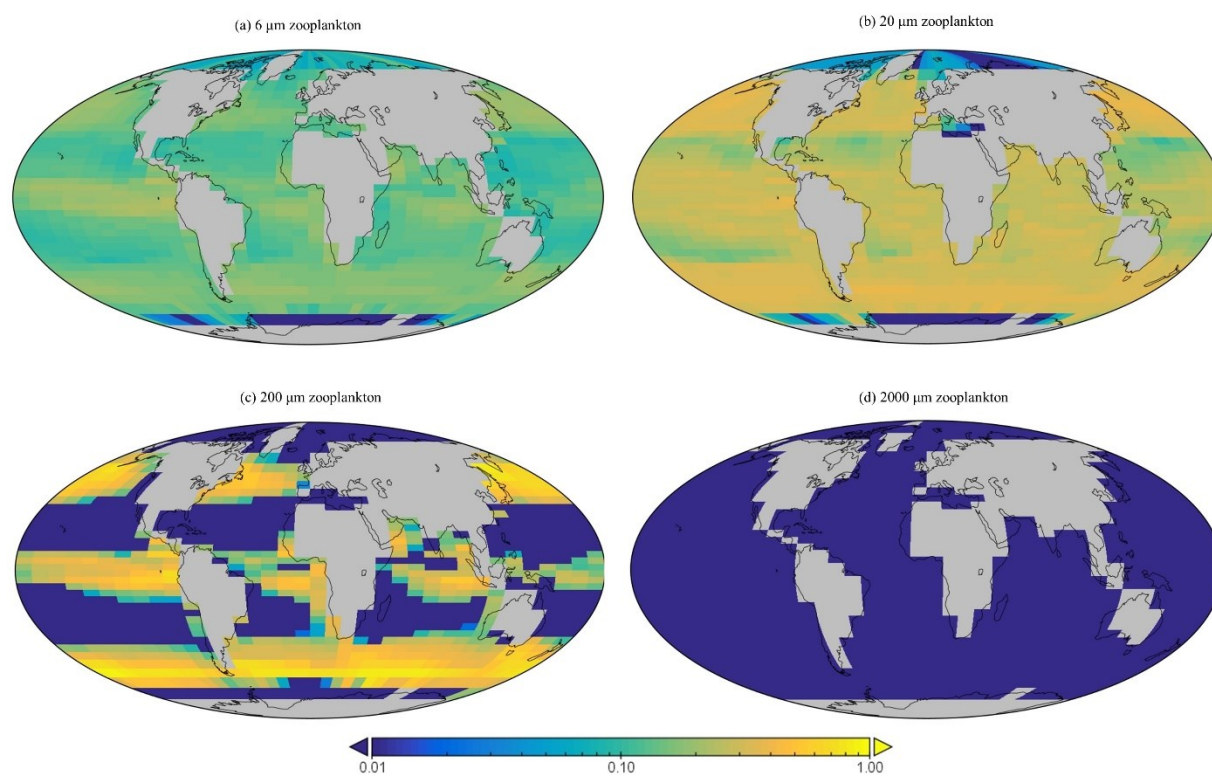 (a) 6 μm zooplankton
(b) 20 μm zooplankton
(c) 200 μm zooplankton
(d) 2000 μm zooplankton
0.01 0.10 1.00